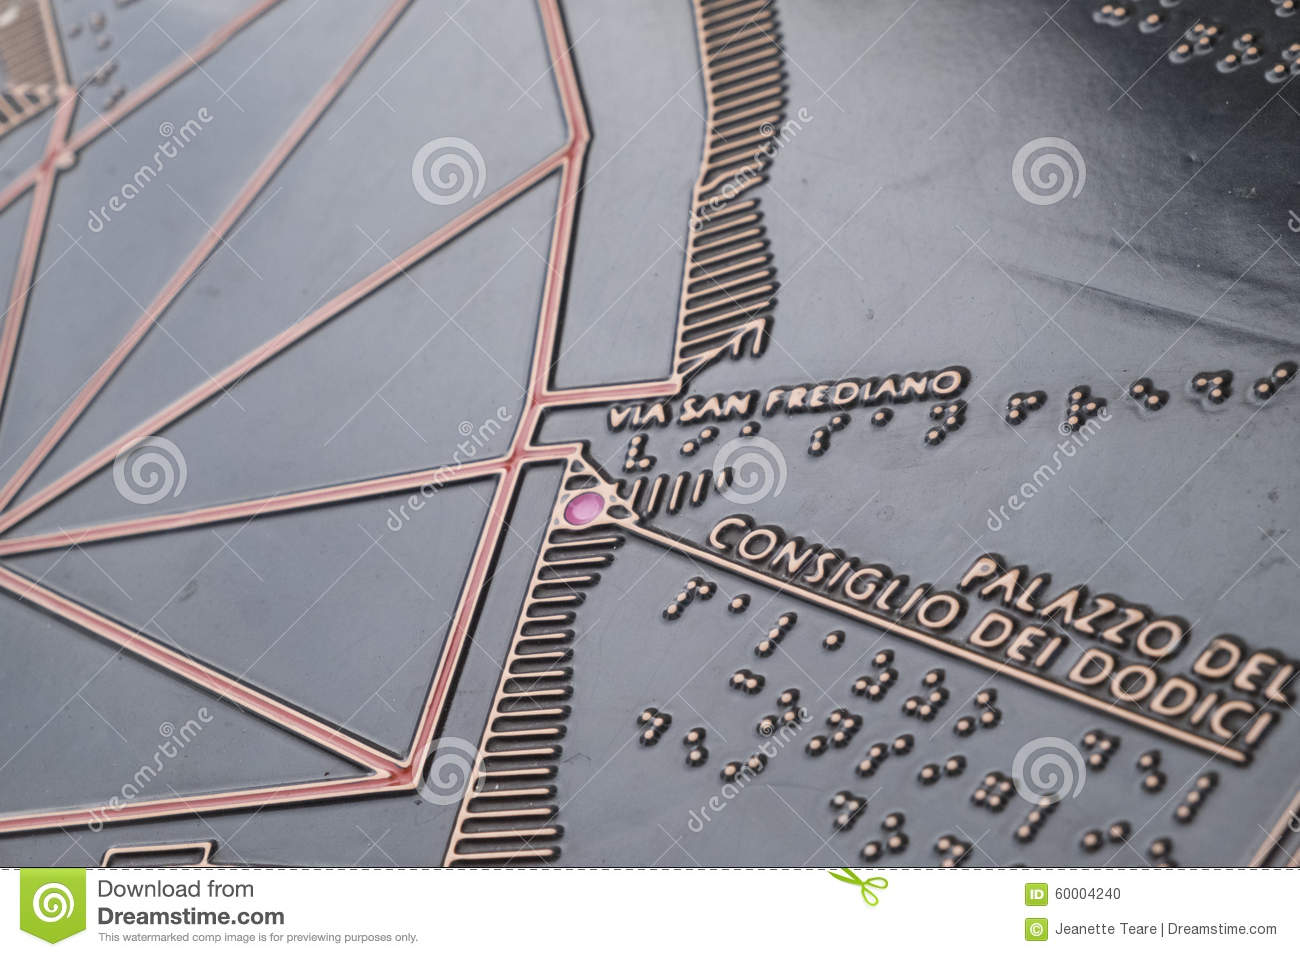 VIA SAN FREDIANO
PALAZZO DEL
CONSIGLIO DEI DODICI
dreamstime
dreamstime
dreamstime
dreamstime
dreamstime
dreamstime
Download from
Dreamstime.com
This watermarked comp image is for previewing purposes only.
ID 60004240
Jeanette Teare | Dreamstime.com